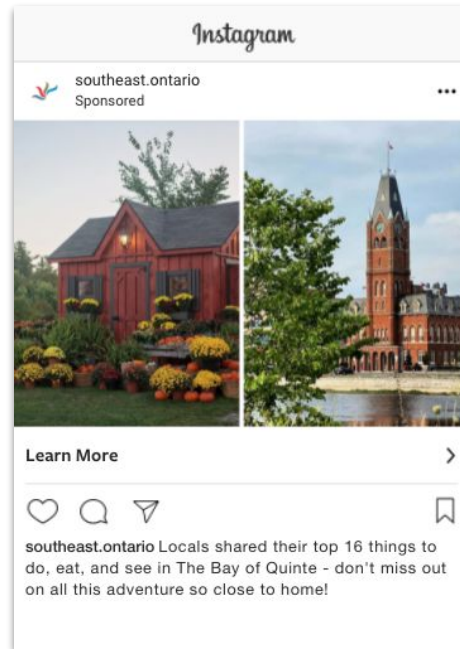 Instagram
southeast.ontario
Sponsored
Learn More
southeast.ontario Locals shared their top 16 things to
do, eat, and see in The Bay of Quinte - don't miss out
on all this adventure so close to home!